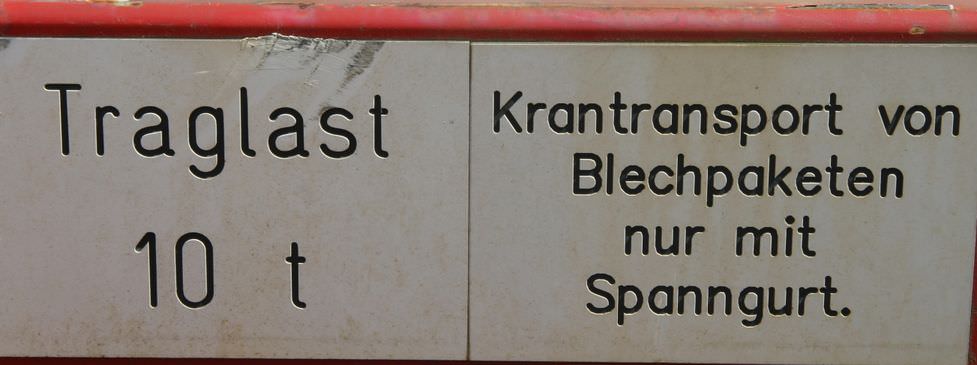 Traglast
10 t
Krantransport von
Blechpaketen
nur mit
Spanngurt.